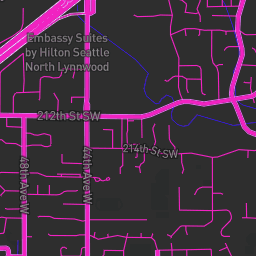 Embassy Suites
by Hilton Seattle
North Lynnwood
212th St SW
214th St SW
48th Ave W
44th Ave W